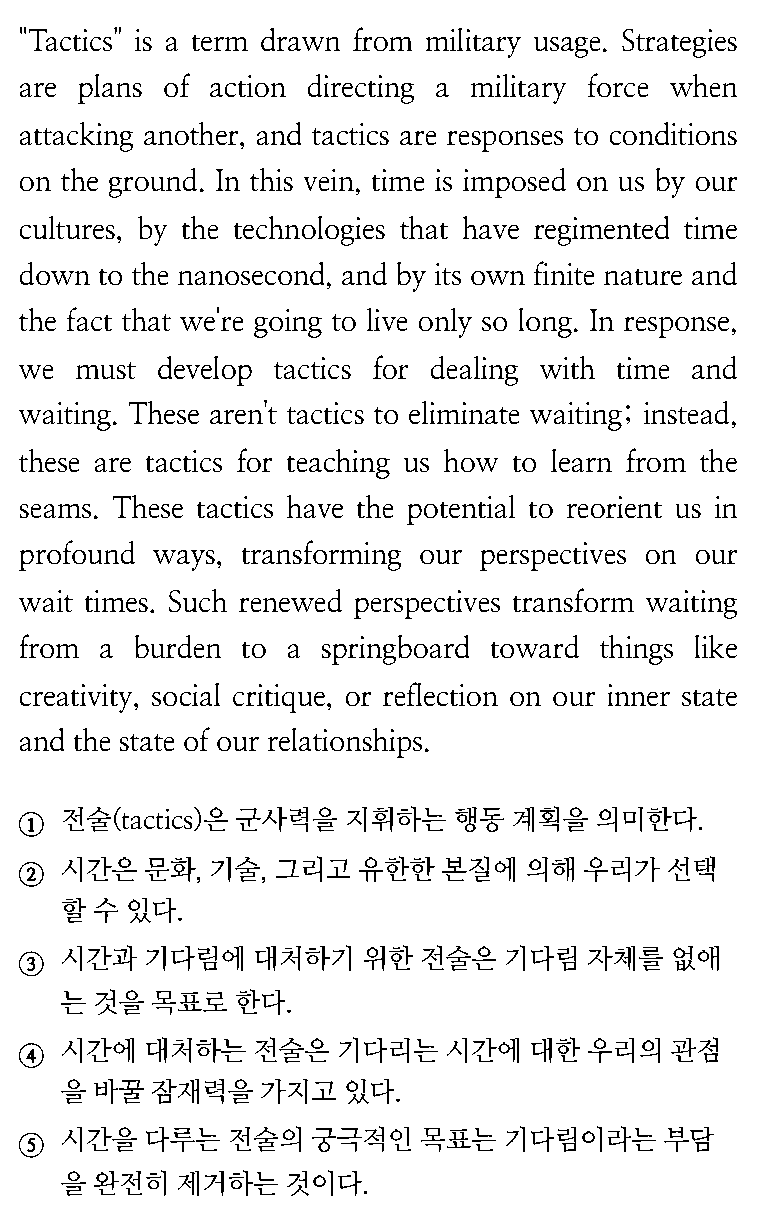 "Tactics" is a term drawn from military usage. Strategies
are plans of action directing a military force when
attacking another, and tactics are responses to conditions
on the ground. In this vein, time is imposed on us by our
cultures, by the technologies that have regimented time
down to the nanosecond, and by its own finite nature and
the fact that we're going to live only so long. In response,
we must develop tactics for dealing with time and
waiting. These aren't tactics to eliminate waiting; instead,
these are tactics for teaching us how to learn from the
seams. These tactics have the potential to reorient us in
profound ways, transforming our perspectives on our
wait times. Such renewed perspectives transform waiting
from a burden to a springboard toward things like
creativity, social critique, or reflection on our inner state
and the state of our relationships.
① 전술(tactics)은 군사력을 지휘하는 행동 계획을 의미한다.
② 시간은 문화, 기술, 그리고 유한한 본질에 의해 우리가 선택
할 수 있다.
③ 시간과 기다림에 대처하기 위한 전술은 기다림 자체를 없애
는 것을 목표로 한다.
④ 시간에 대처하는 전술은 기다리는 시간에 대한 우리의 관점
을 바꿀 잠재력을 가지고 있다.
⑤ 시간을 다루는 전술의 궁극적인 목표는 기다림이라는 부담
을 완전히 제거하는 것이다.